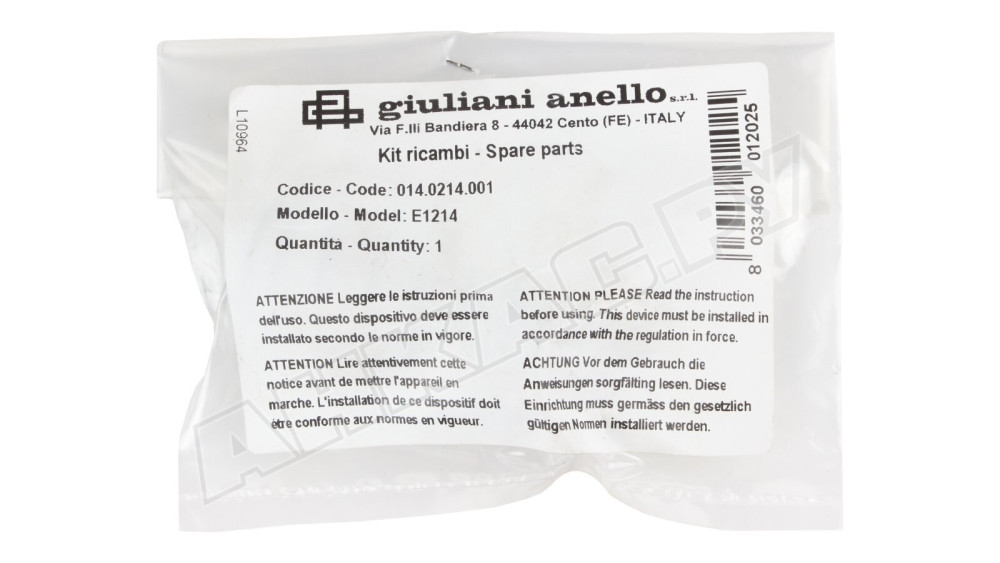 giuliani anello s.r.l.
Via F.lli Bandiera 8 - 44042 Cento (FE) - ITALY
Kit ricambi - Spare parts
L10964
Codice - Code: 014.0214.001
Modello - Model: E1214
Quantità - Quantity: 1
8 033460 012025
ATTENZIONE Leggere le istruzioni prima
dell'uso. Questo dispositivo deve essere
installato secondo le norme in vigore.
ATTENTION Lire attentivement cette
notice avant de mettre l'appareil en
marche. L'installation de ce dispositif doit
être conforme aux normes en vigueur.
ATTENTION PLEASE Read the instruction
before using. This device must be installed in
accordance with the regulation in force.
ACHTUNG Vor dem Gebrauch die
Anweisungen sorgfälting lesen. Diese
Einrichtung muss germäss den gesetzlich
gültigen Normen installiert werden.
АНКАС.РУ